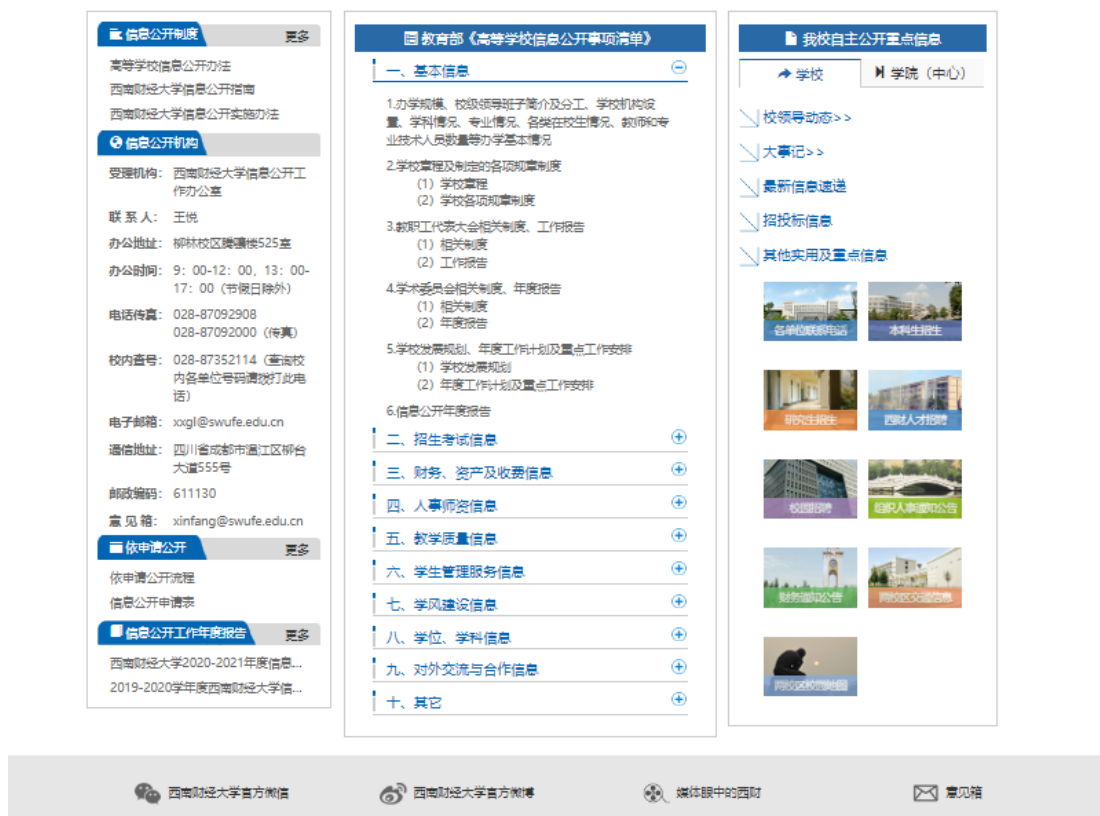 信息公开制度 更多
高等学校信息公开办法
西南财经大学信息公开指南
西南财经大学信息公开实施办法
信息公开机构
受理机构: 西南财经大学信息公开工
作办公室
联 系 人: 王悦
办公地址: 柳林校区腾骧楼525室
办公时间: 9：00-12：00，13：00-
17：00（节假日除外）
电话传真: 028-87092908
028-87092000（传真）
校内查号: 028-87352114（查询校
内各单位号码请拨打此电
话）
电子邮箱: xxgl@swufe.edu.cn
通信地址: 四川省成都市温江区柳台
大道555号
邮政编码: 611130
意 见 箱: xinfang@swufe.edu.cn
依申请公开 更多
依申请公开流程
信息公开申请表
信息公开工作年度报告 更多
西南财经大学2020-2021年度信息...
2019-2020学年度西南财经大学信...
教育部《高等学校信息公开事项清单》
一、基本信息
1.办学规模、校级领导班子简介及分工、学校机构设
置、学科情况、专业情况、各类在校生情况、教师和专
业技术人员数量等办学基本情况
2.学校章程及制定的各项规章制度
（1）学校章程
（2）学校各项规章制度
3.教职工代表大会相关制度、工作报告
（1）相关制度
（2）工作报告
4.学术委员会相关制度、年度报告
（1）相关制度
（2）年度报告
5.学校发展规划、年度工作计划及重点工作安排
（1）学校发展规划
（2）年度工作计划及重点工作安排
6.信息公开年度报告
二、招生考试信息
三、财务、资产及收费信息
四、人事师资信息
五、教学质量信息
六、学生管理服务信息
七、学风建设信息
八、学位、学科信息
九、对外交流与合作信息
十、其它
我校自主公开重点信息
学校 学院（中心）
校领导动态>>
大事记>>
最新信息速递
招投标信息
其他实用及重点信息
各单位联系电话 本科生招生
研究生招生 西财人才招聘
校园招聘 组织人事通知公告
财务通知公告 两校区交通信息
两校区校园地图
西南财经大学官方微信 西南财经大学官方微博 媒体眼中的西财 意见箱